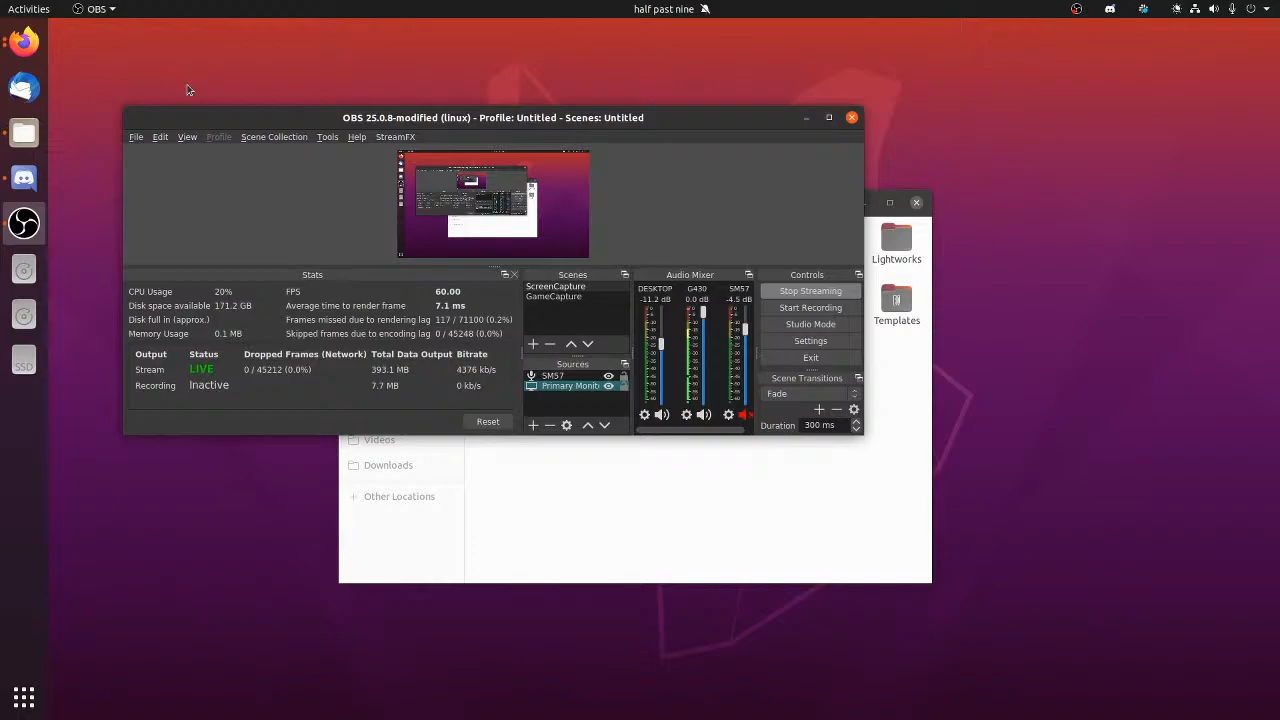 Activities
OBS
half past nine
OBS 25.0.8-modified (linux) - Profile: Untitled - Scenes: Untitled
File Edit View Profile Scene Collection Tools Help StreamFX
Stats
CPU Usage 20%
Disk space available 171.2 GB
Disk full in (approx.)
Memory Usage 0.1 MB
FPS 60.00
Average time to render frame 7.1 ms
Frames missed due to rendering lag 117 / 71100 (0.2%)
Skipped frames due to encoding lag 0 / 45248 (0.0%)
Output Status Dropped Frames (Network) Total Data Output Bitrate
Stream LIVE 0 / 45212 (0.0%) 393.1 MB 4376 kb/s
Recording Inactive 7.7 MB 0 kb/s
Reset
Scenes
ScreenCapture
GameCapture
Sources
SM57
Primary Monit
Audio Mixer
DESKTOP G430 SM57
-11.2 dB 0.0 dB -4.5 dB
Controls
Stop Streaming
Start Recording
Studio Mode
Settings
Exit
Scene Transitions
Fade
Duration 300 ms
Lightworks
Templates
Videos
Downloads
Other Locations
SSD